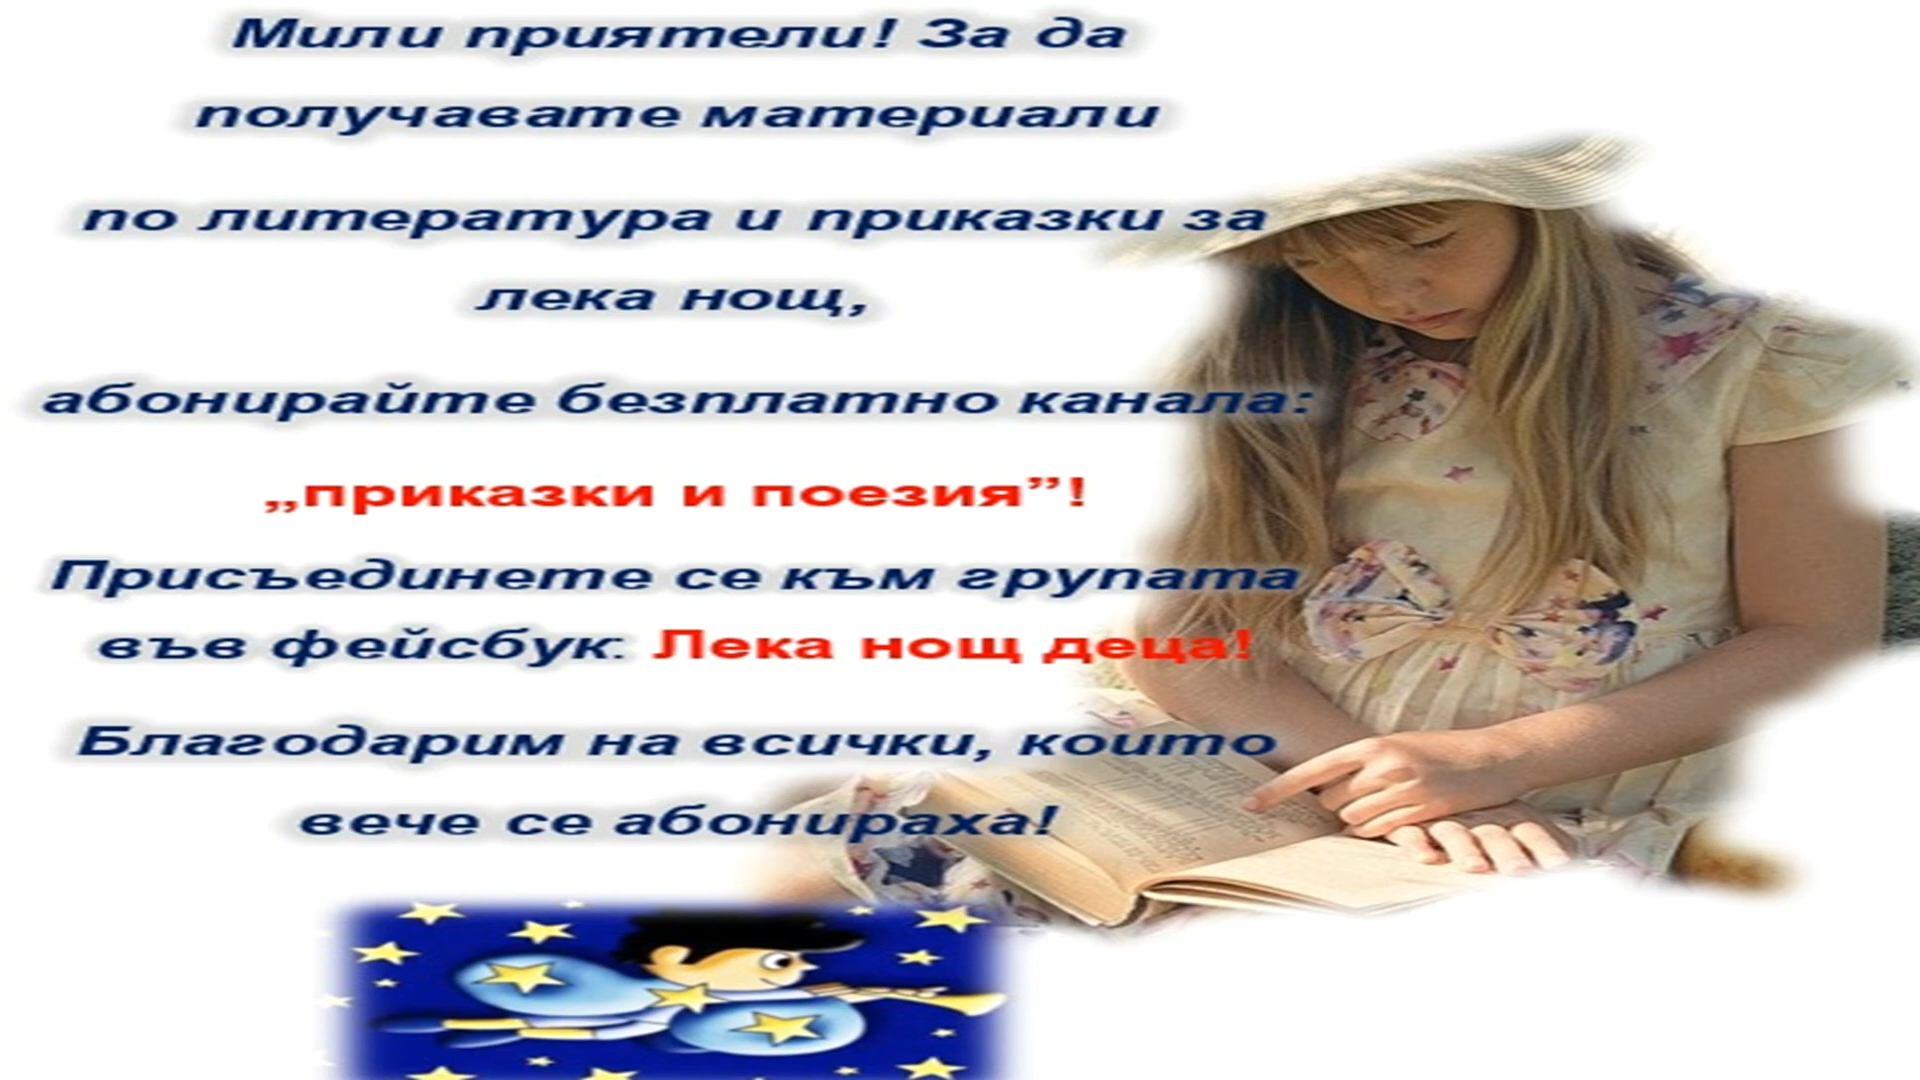 Мили приятели! За да
получавате материали
по литература и приказки за
лека нощ,
абонирайте безплатно канала:
„приказки и поезия”!
Присъединете се към групата
във фейсбук: Лека нощ деца!
Благодарим на всички, които
вече се абонираха!